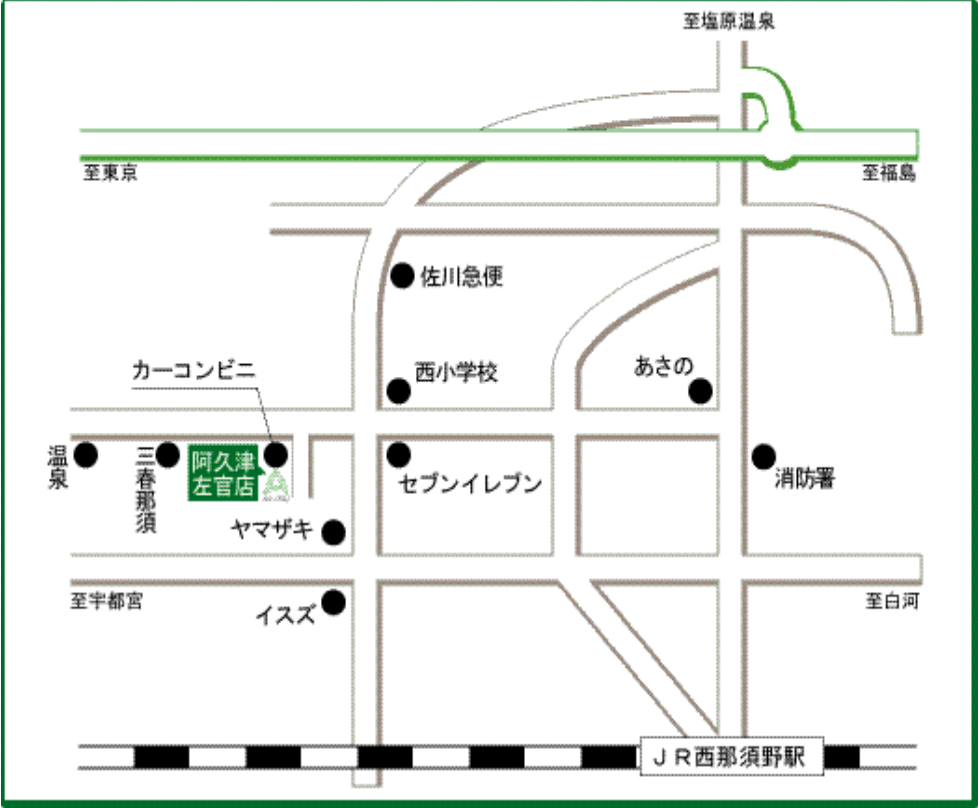 至塩原温泉
至東京
至福島
佐川急便
カーコンビニ
西小学校
あさの
温泉
三春那須
阿久津
左官店
セブンイレブン
消防署
ヤマザキ
至宇都宮
イスズ
至白河
ＪＲ西那須野駅